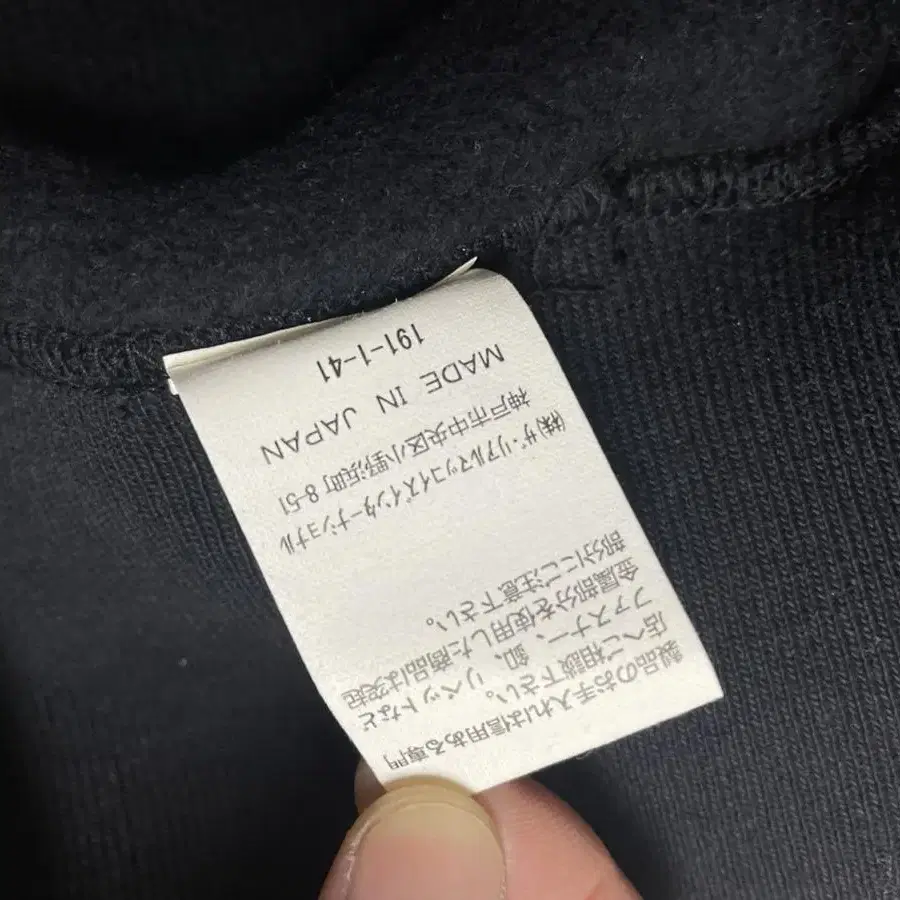 製品のお手入れは信用ある専門
店へご相談下さい。リベットなど
ファスナー、釦、
金属部分を使用した商品は突起
部分にご注意下さい。
㈱ザ・リアルマッコイズインターナショナル
神戸市中央区小野浜町 8-51
MADE IN JAPAN
191-1-41